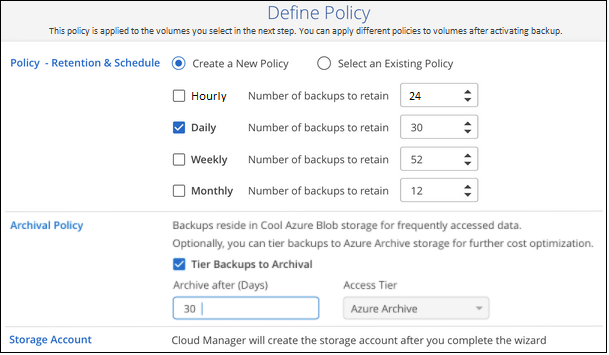 Define Policy
This policy is applied to the volumes you select in the next step. You can apply different policies to volumes after activating backup.
Policy - Retention & Schedule Create a New Policy Select an Existing Policy
Hourly Number of backups to retain 24
Daily Number of backups to retain 30
Weekly Number of backups to retain 52
Monthly Number of backups to retain 12
Archival Policy Backups reside in Cool Azure Blob storage for frequently accessed data.
Optionally, you can tier backups to Azure Archive storage for further cost optimization.
Tier Backups to Archival
Archive after (Days) Access Tier
30 Azure Archive
Storage Account Cloud Manager will create the storage account after you complete the wizard